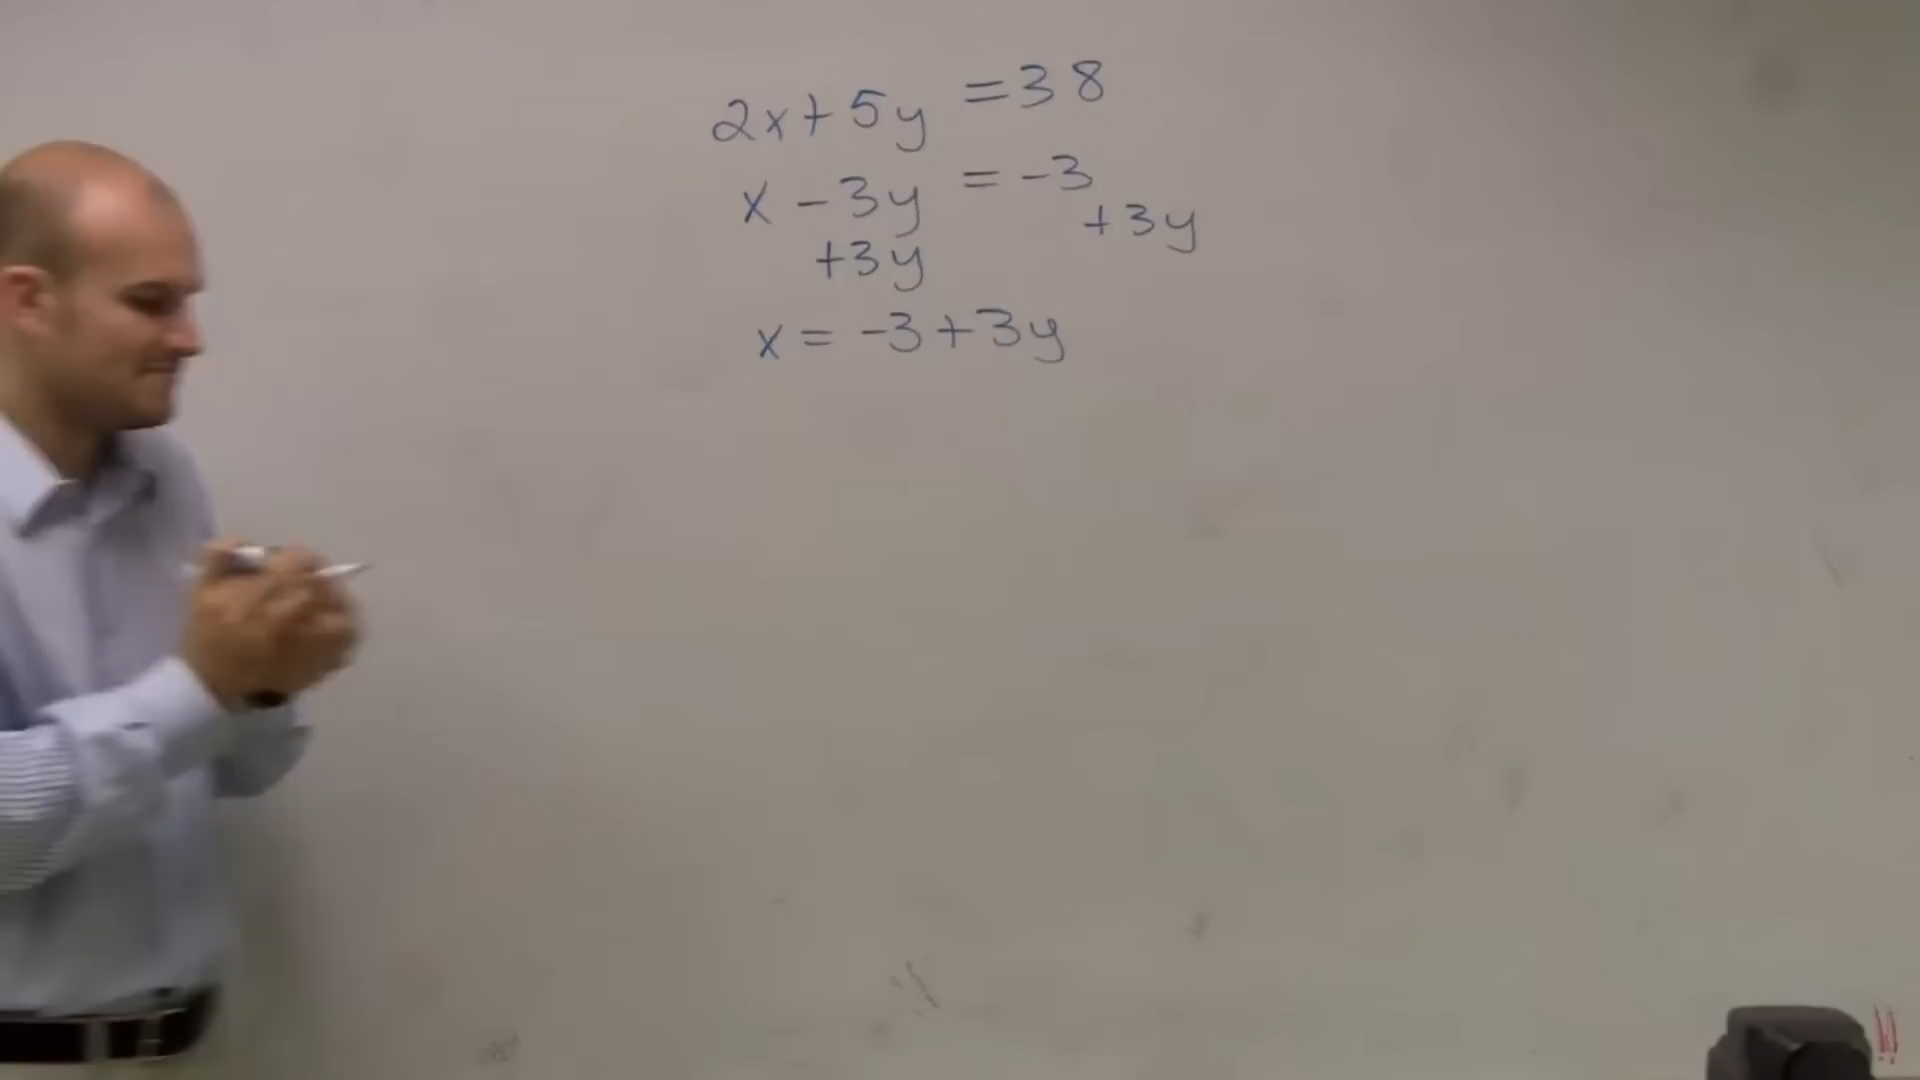 2x+5y =38
x - 3y = -3
+3y +3y
x = -3+3y
!!